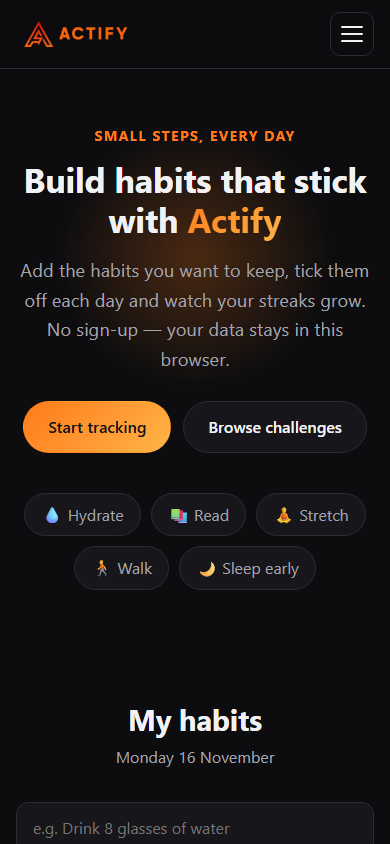 ACTIFY
SMALL STEPS, EVERY DAY
Build habits that stick
with Actify
Add the habits you want to keep, tick them
off each day and watch your streaks grow.
No sign-up — your data stays in this
browser.
Start tracking
Browse challenges
Hydrate
Read
Stretch
Walk
Sleep early
My habits
Monday 16 November
e.g. Drink 8 glasses of water